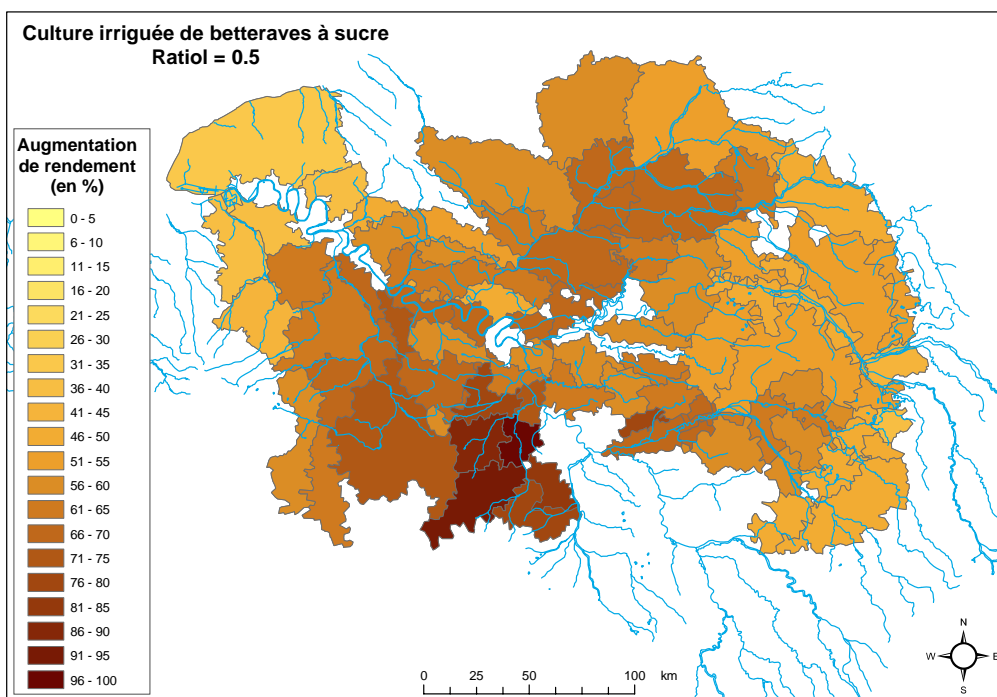 Culture irriguée de betteraves à sucre
Ratiol = 0.5
Augmentation
de rendement
(en %)
0 - 5
6 - 10
11 - 15
16 - 20
21 - 25
26 - 30
31 - 35
36 - 40
41 - 45
46 - 50
51 - 55
56 - 60
61 - 65
66 - 70
71 - 75
76 - 80
81 - 85
86 - 90
91 - 95
96 - 100
0 25 50 100 km
N
W E
S